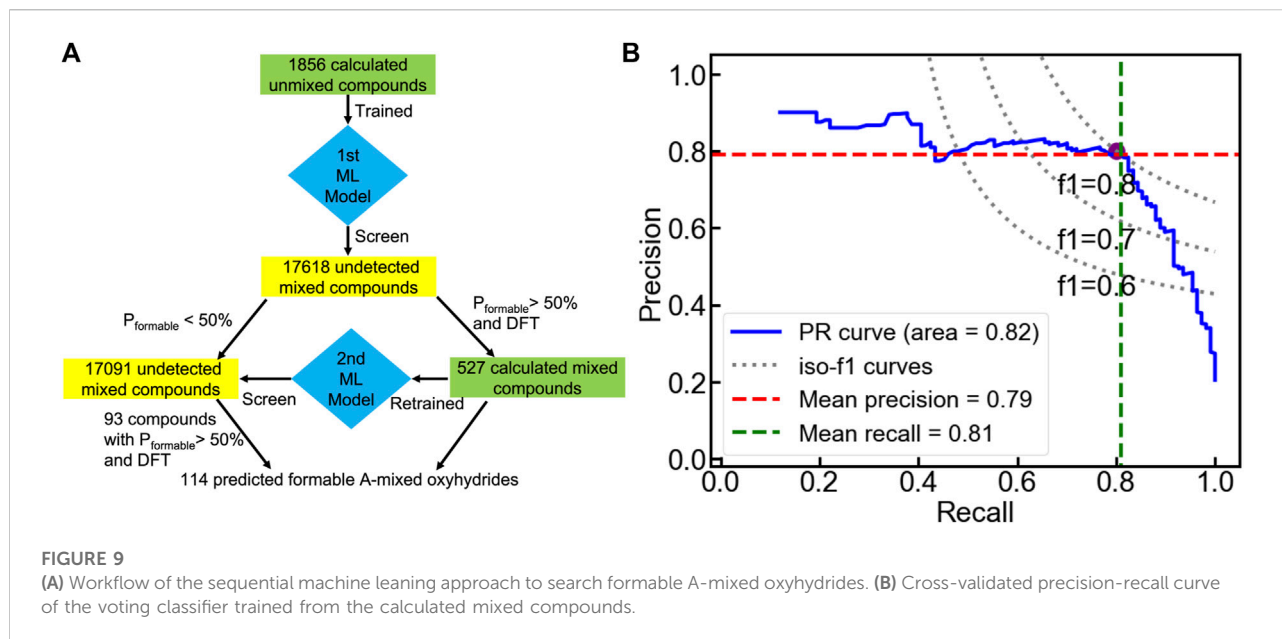 A
1856 calculated
unmixed compounds
Trained
1st
ML
Model
Screen
17618 undetected
mixed compounds
P_formable < 50%
P_formable > 50%
and DFT
17091 undetected
mixed compounds
2nd
ML
Model
527 calculated mixed
compounds
Screen
Retrained
93 compounds
with P_formable > 50%
and DFT
114 predicted formable A-mixed oxyhydrides
B
1.0
0.8
0.6
0.4
0.2
0.0
Precision
f1=0.8
f1=0.7
f1=0.6
PR curve (area = 0.82)
iso-f1 curves
Mean precision = 0.79
Mean recall = 0.81
0.0 0.2 0.4 0.6 0.8 1.0
Recall
FIGURE 9
(A) Workflow of the sequential machine leaning approach to search formable A-mixed oxyhydrides. (B) Cross-validated precision-recall curve
of the voting classifier trained from the calculated mixed compounds.